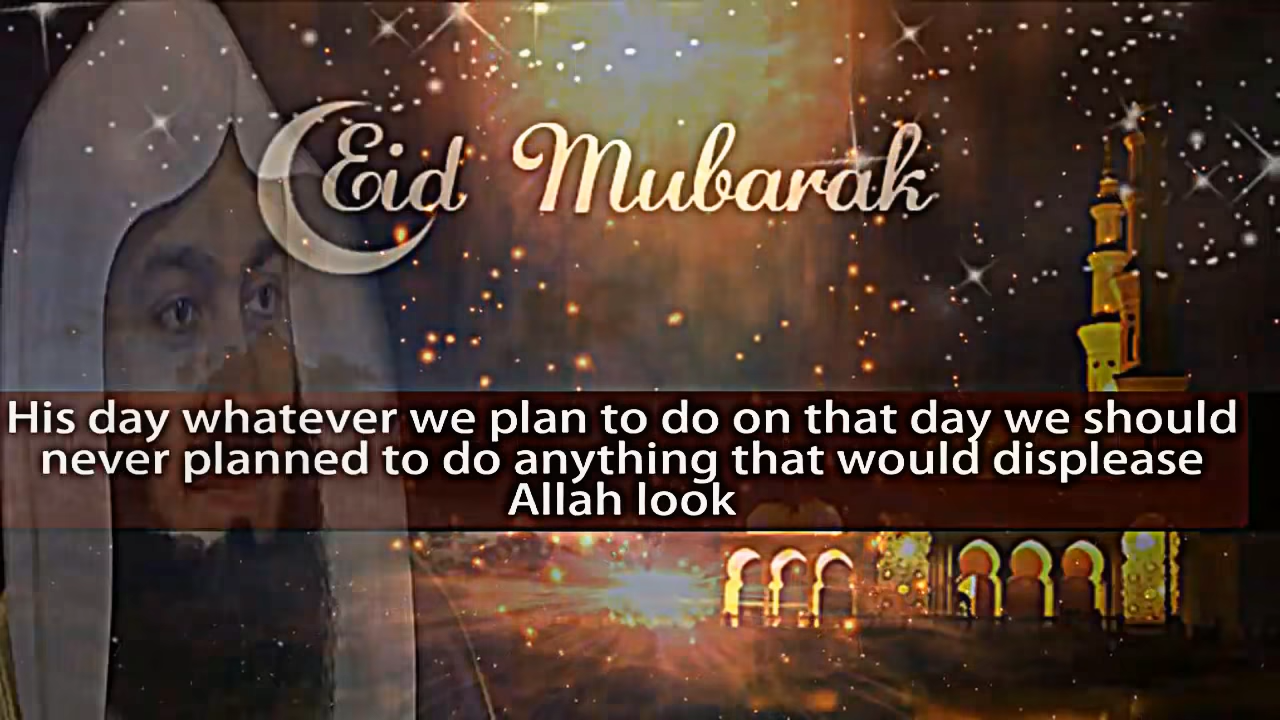 Eid Mubarak
His day whatever we plan to do on that day we should
never planned to do anything that would displease
Allah look